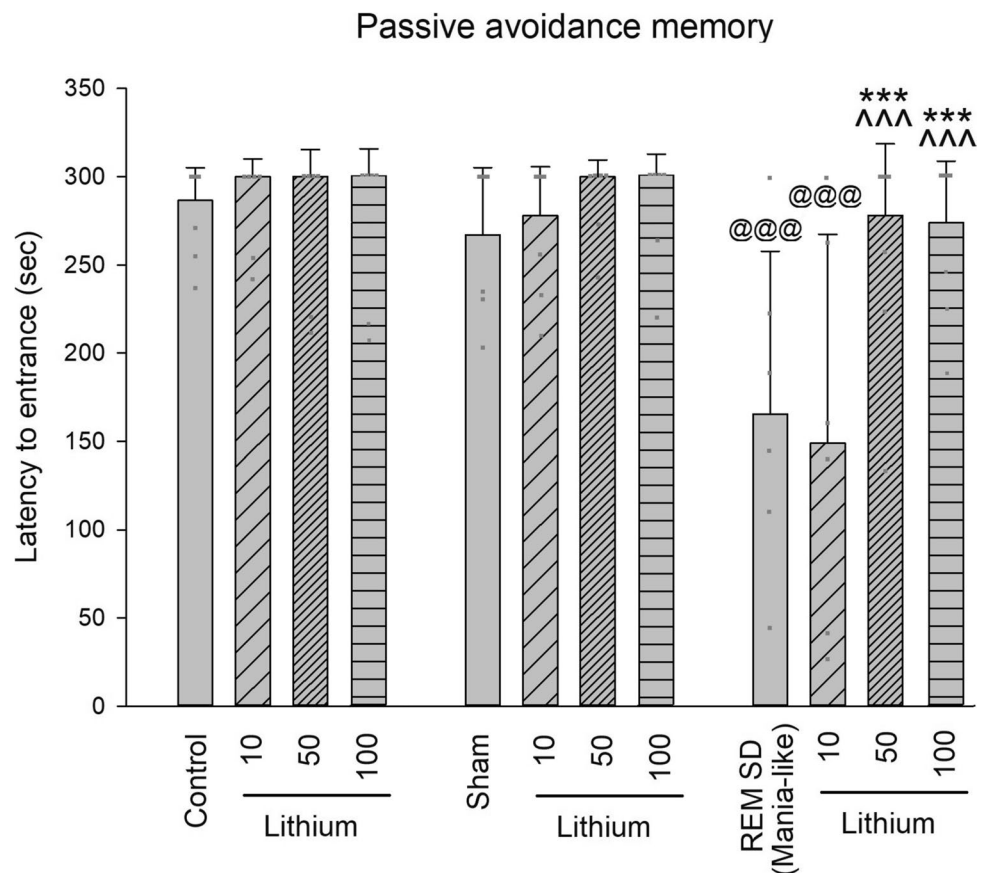 Passive avoidance memory
Latency to entrance (sec)
350
300
250
200
150
100
50
0
***
^^^
***
^^^
@@@
@@@
Control
10
50
100
Lithium
Sham
10
50
100
Lithium
REM SD
(Mania-like)
10
50
100
Lithium